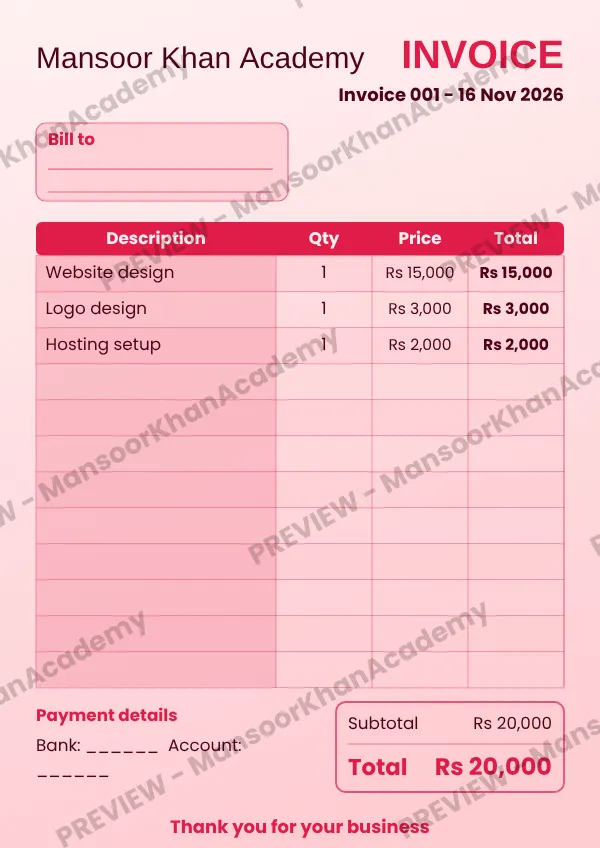 Mansoor Khan Academy
INVOICE
Invoice 001 - 16 Nov 2026
Bill to
Description Qty Price Total
Website design 1 Rs 15,000 Rs 15,000
Logo design 1 Rs 3,000 Rs 3,000
Hosting setup 1 Rs 2,000 Rs 2,000
Payment details
Bank: ______ Account:
______
Subtotal Rs 20,000
Total Rs 20,000
Thank you for your business
PREVIEW - MansoorKhanAcademy